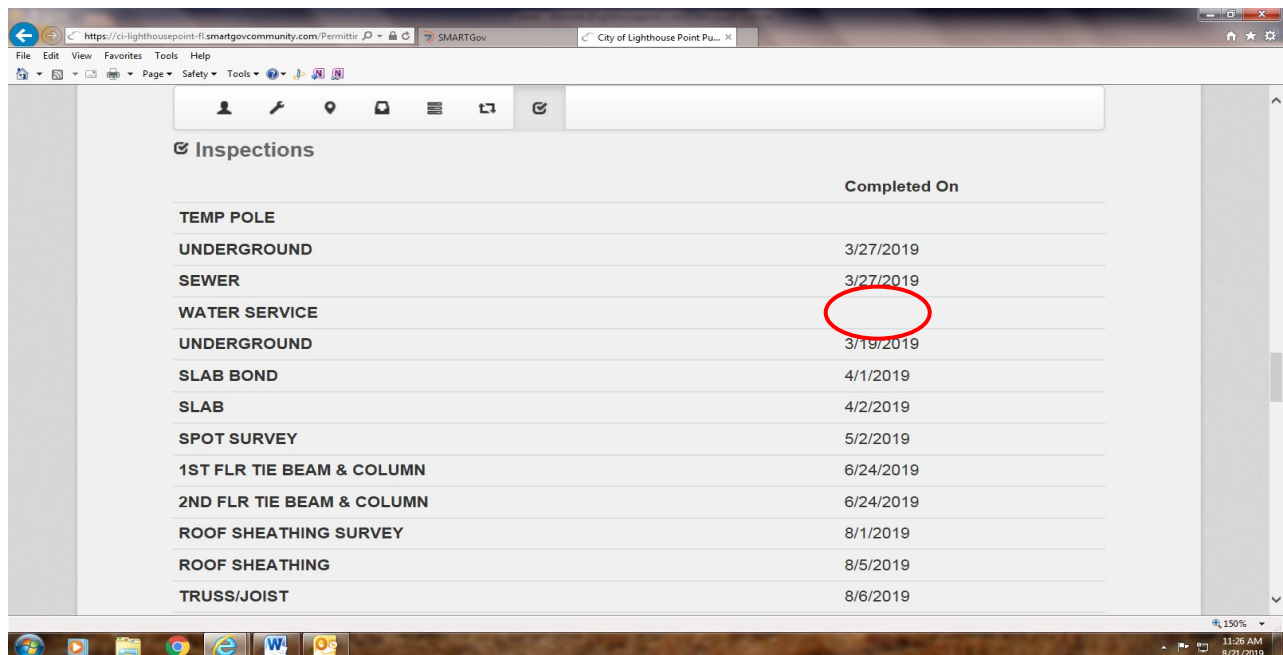 https://ci-lighthousepoint-fl.smartgovcommunity.com/Permittir
SMARTGov
City of Lighthouse Point Pu...
File Edit View Favorites Tools Help
Page Safety Tools
Inspections
Completed On
TEMP POLE
UNDERGROUND 3/27/2019
SEWER 3/27/2019
WATER SERVICE
UNDERGROUND 3/19/2019
SLAB BOND 4/1/2019
SLAB 4/2/2019
SPOT SURVEY 5/2/2019
1ST FLR TIE BEAM & COLUMN 6/24/2019
2ND FLR TIE BEAM & COLUMN 6/24/2019
ROOF SHEATHING SURVEY 8/1/2019
ROOF SHEATHING 8/5/2019
TRUSS/JOIST 8/6/2019
150%
11:26 AM
8/21/2019